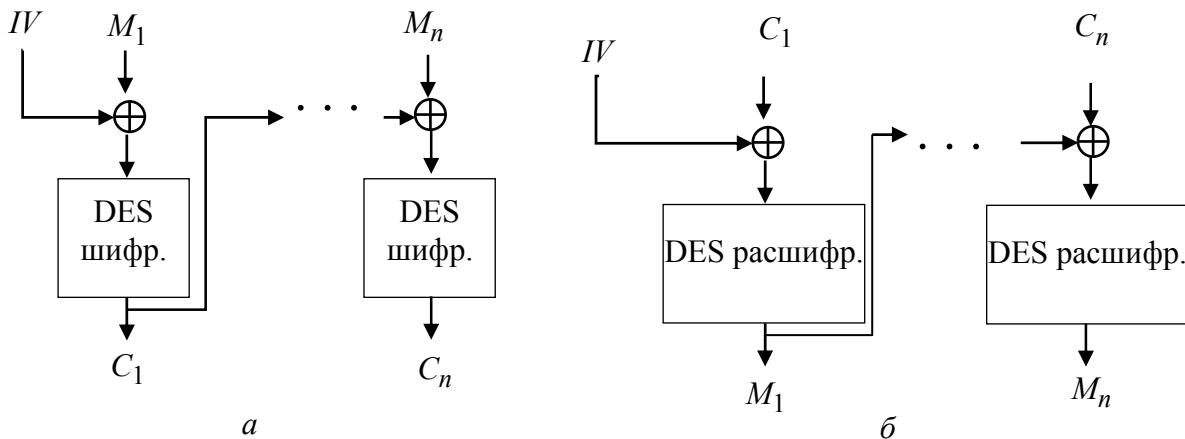 IV
M1
Mn
. . .
DES
шифр.
DES
шифр.
C1
Cn
а
IV
C1
Cn
. . .
DES расшифр.
DES расшифр.
M1
Mn
б